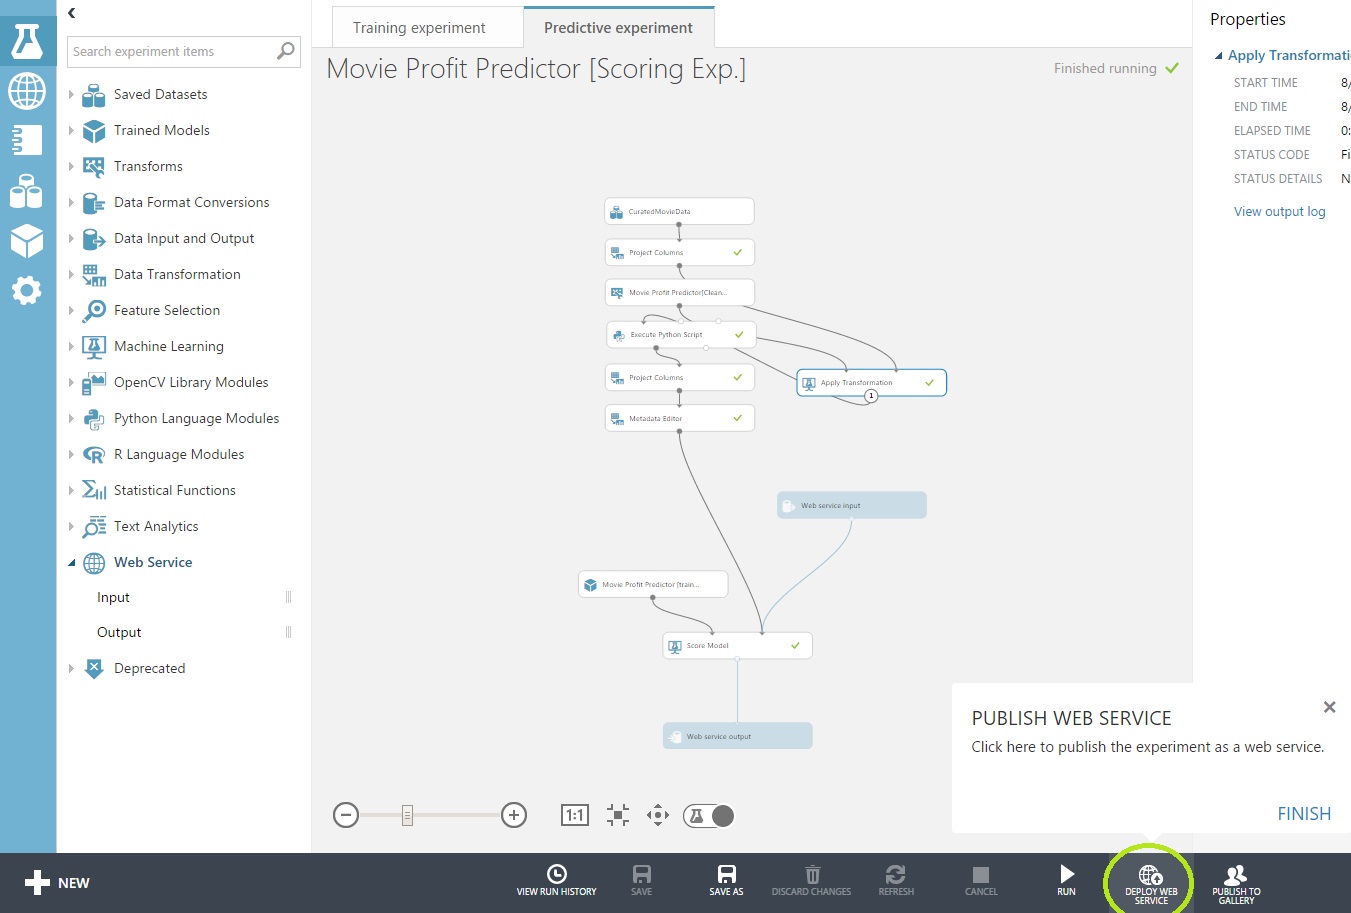 Training experiment
Predictive experiment
Properties
Search experiment items
Movie Profit Predictor [Scoring Exp.]
Finished running
Apply Transformati
START TIME 8/
END TIME 8/
ELAPSED TIME 0:
STATUS CODE Fi
STATUS DETAILS N
View output log
Saved Datasets
Trained Models
Transforms
Data Format Conversions
Data Input and Output
Data Transformation
Feature Selection
Machine Learning
OpenCV Library Modules
Python Language Modules
R Language Modules
Statistical Functions
Text Analytics
Web Service
Input
Output
Deprecated
CuratedMovieData
Project Columns
Movie Profit Predictor[Clean...
Execute Python Script
Project Columns
Apply Transformation
1
Metadata Editor
Web service input
Movie Profit Predictor [train...
Score Model
Web service output
PUBLISH WEB SERVICE
Click here to publish the experiment as a web service.
FINISH
1:1
NEW
VIEW RUN HISTORY
SAVE
SAVE AS
DISCARD CHANGES
REFRESH
CANCEL
RUN
DEPLOY WEB
SERVICE
PUBLISH TO
GALLERY